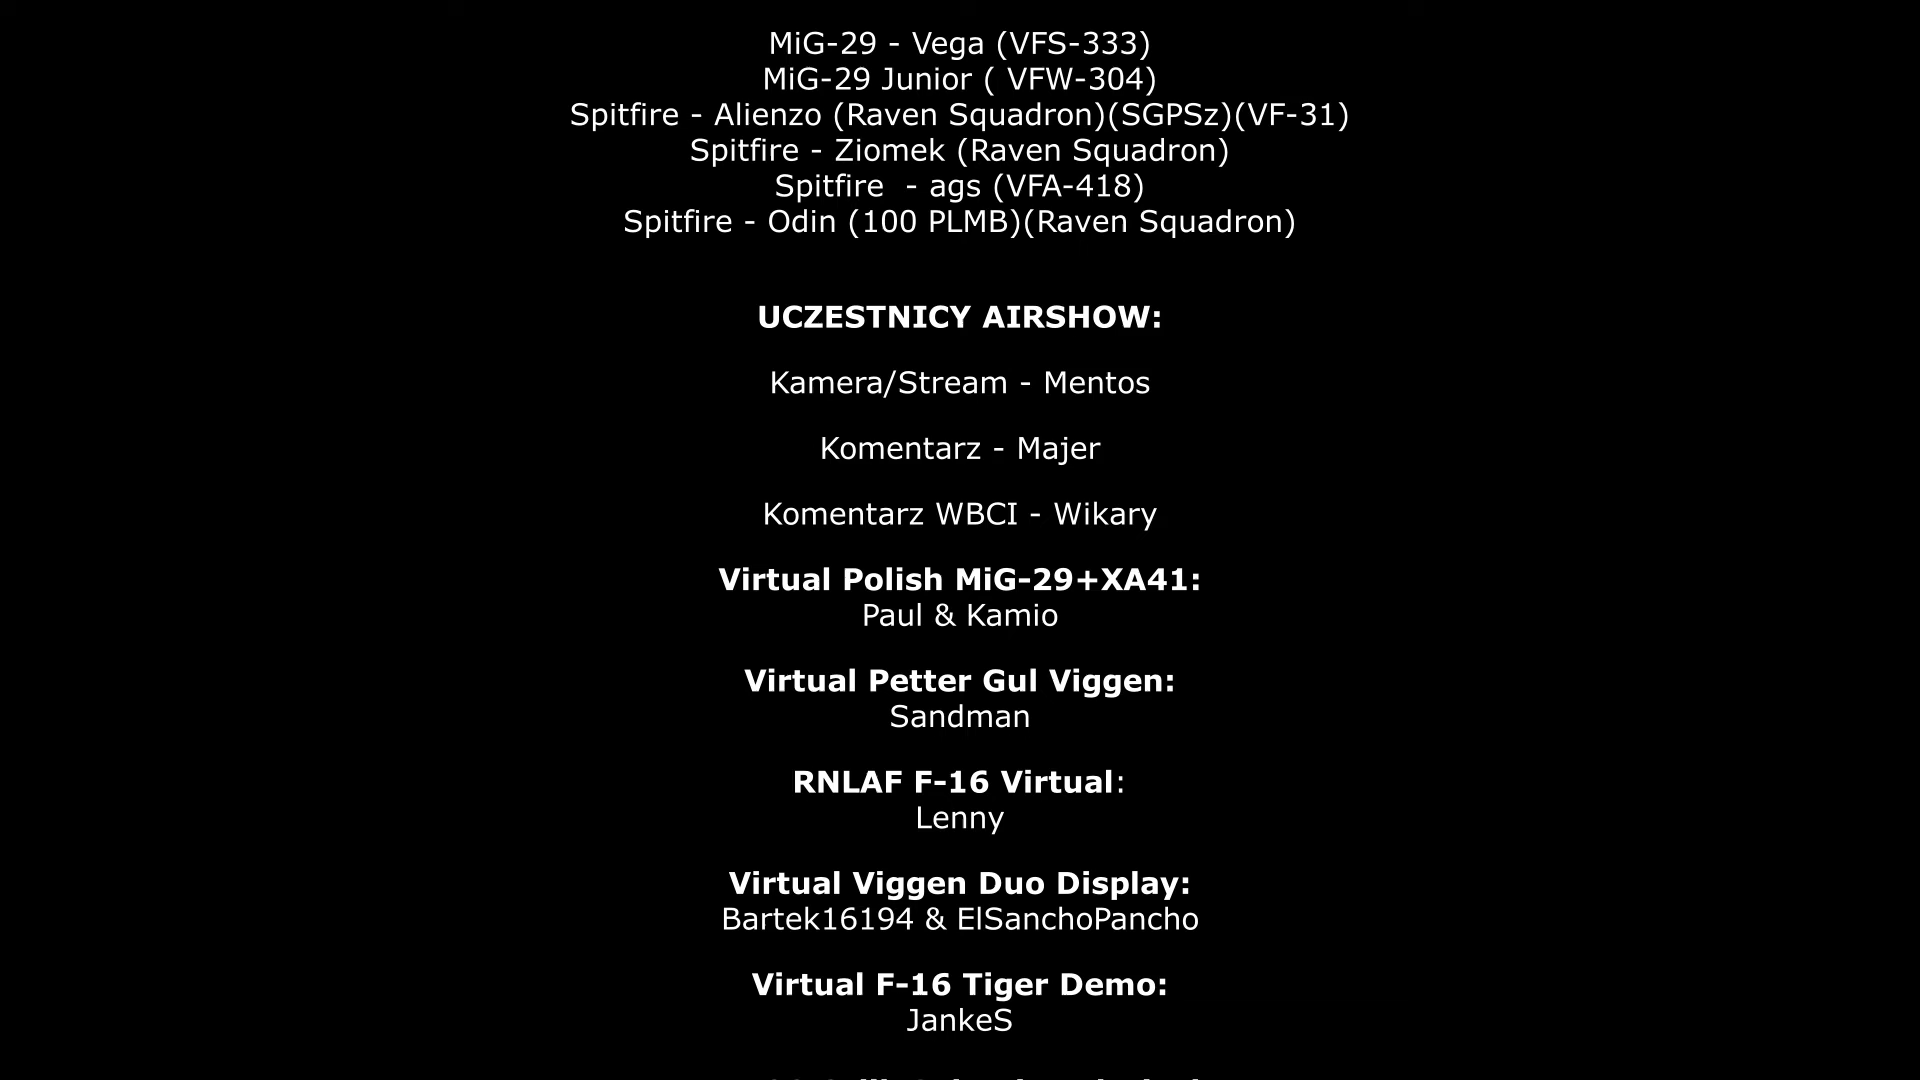 MiG-29 - Vega (VFS-333)
MiG-29 Junior ( VFW-304)
Spitfire - Alienzo (Raven Squadron)(SGPSz)(VF-31)
Spitfire - Ziomek (Raven Squadron)
Spitfire  - ags (VFA-418)
Spitfire - Odin (100 PLMB)(Raven Squadron)
UCZESTNICY AIRSHOW:
Kamera/Stream - Mentos
Komentarz - Majer
Komentarz WBCI - Wikary
Virtual Polish MiG-29+XA41:
Paul & Kamio
Virtual Petter Gul Viggen:
Sandman
RNLAF F-16 Virtual:
Lenny
Virtual Viggen Duo Display:
Bartek16194 & ElSanchoPancho
Virtual F-16 Tiger Demo:
JankeS